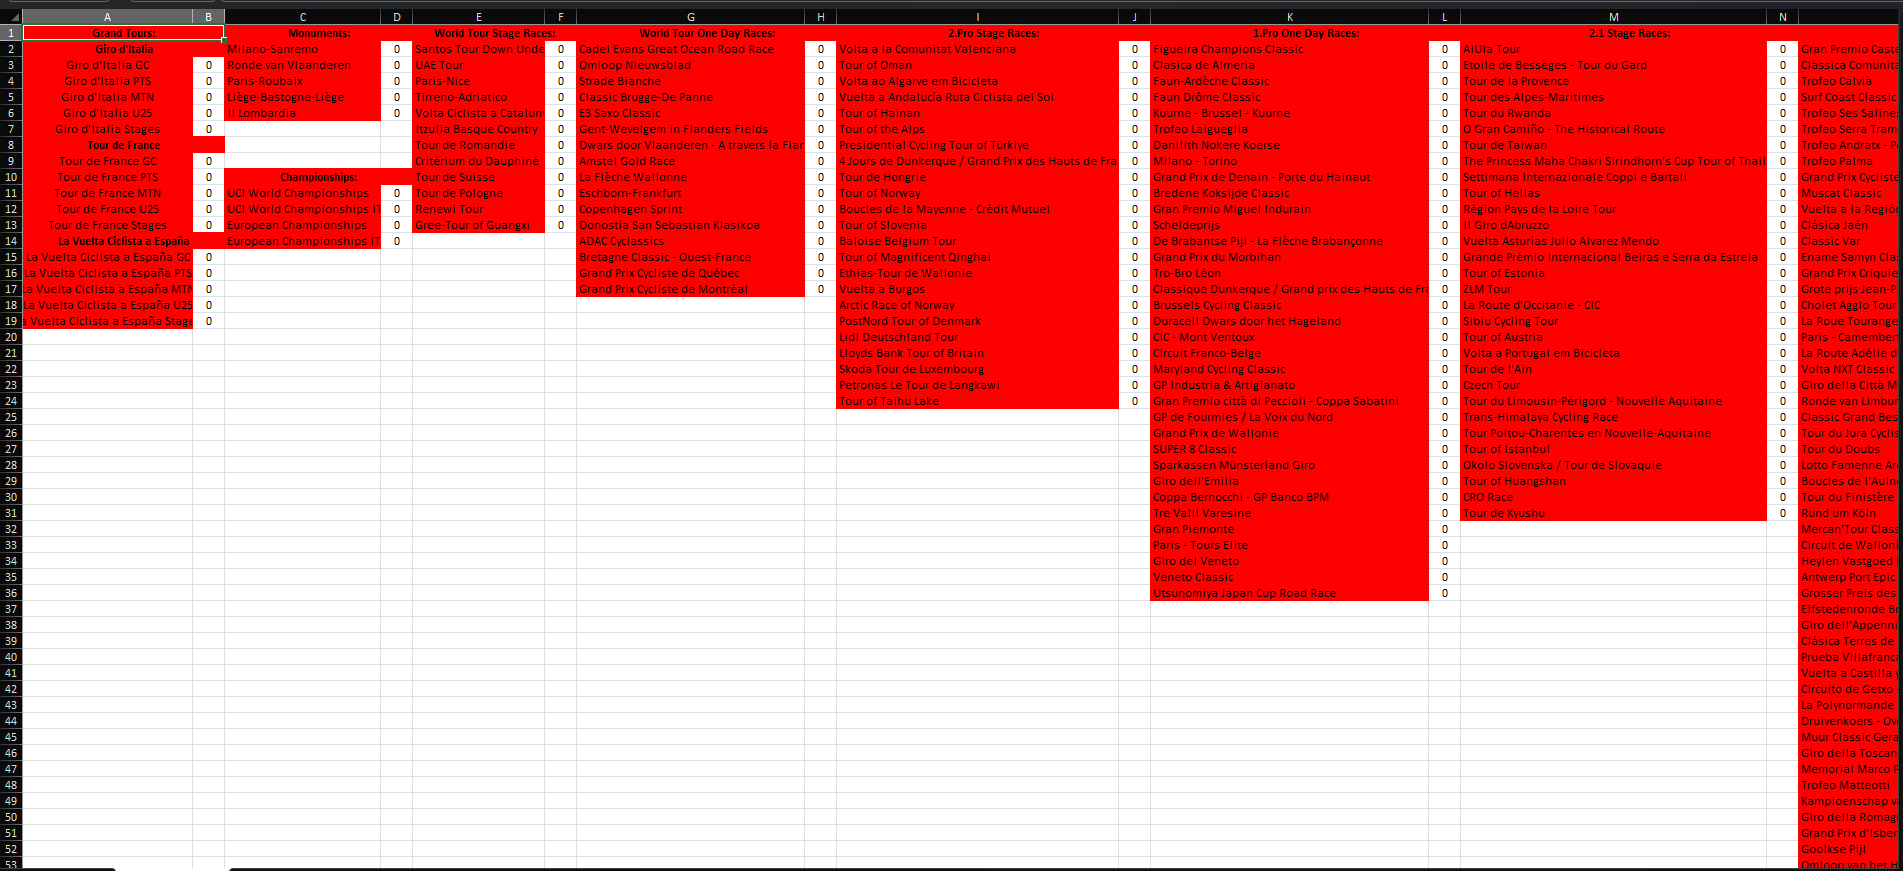 A B C D E F G H I J K L M N
1 Grand Tours: Monuments: World Tour Stage Races: World Tour One Day Races: 2.Pro Stage Races: 1.Pro One Day Races: 2.1 Stage Races:
2 Giro d'Italia Milano-Sanremo 0 Santos Tour Down Unde 0 Cadel Evans Great Ocean Road Race 0 Volta a la Comunitat Valenciana 0 Figueira Champions Classic 0 AlUla Tour 0 Gran Premio Caste
3 Giro d'Italia GC 0 Ronde van Vlaanderen 0 UAE Tour 0 Omloop Nieuwsblad 0 Tour of Oman 0 Clasica de Almeria 0 Etoile de Besseges - Tour du Gard 0 Clàssica Comunita
4 Giro d'Italia PTS 0 Paris-Roubaix 0 Paris-Nice 0 Strade Bianche 0 Volta ao Algarve em Bicicleta 0 Faun-Ardèche Classic 0 Tour de la Provence 0 Trofeo Calvià
5 Giro d'Italia MTN 0 Liège-Bastogne-Liège 0 Tirreno-Adriatico 0 Classic Brugge-De Panne 0 Vuelta a Andalucía Ruta Ciclista del Sol 0 Faun Drôme Classic 0 Tour des Alpes-Maritimes 0 Surf Coast Classic
6 Giro d'Italia U25 0 Il Lombardia 0 Volta Ciclista a Catalun 0 E3 Saxo Classic 0 Tour of Hainan 0 Kuurne - Brussel - Kuurne 0 Tour du Rwanda 0 Trofeo Ses Saline
7 Giro d'Italia Stages 0 Itzulia Basque Country 0 Gent-Wevelgem in Flanders Fields 0 Tour of the Alps 0 Trofeo Laigueglia 0 O Gran Camiño - The Historical Route 0 Trofeo Serra Tram
8 Tour de France Tour de Romandie 0 Dwars door Vlaanderen - A travers la Flan 0 Presidential Cycling Tour of Türkiye 0 Danilith Nokere Koerse 0 Tour de Taiwan 0 Trofeo Andratx - P
9 Tour de France GC 0 Critérium du Dauphiné 0 Amstel Gold Race 0 4 Jours de Dunkerque / Grand Prix des Hauts de Fra 0 Milano - Torino 0 The Princess Maha Chakri Sirindhorn's Cup Tour of Thail 0 Trofeo Palma
10 Tour de France PTS 0 Championships: Tour de Suisse 0 La Flèche Wallonne 0 Tour de Hongrie 0 Grand Prix de Denain - Porte du Hainaut 0 Settimana Internazionale Coppi e Bartali 0 Grand Prix Cycliste
11 Tour de France MTN 0 UCI World Championships 0 Tour de Pologne 0 Eschborn-Frankfurt 0 Tour of Norway 0 Bredene Koksijde Classic 0 Tour of Hellas 0 Muscat Classic
12 Tour de France U25 0 UCI World Championships IT 0 Renewi Tour 0 Copenhagen Sprint 0 Boucles de la Mayenne - Crédit Mutuel 0 Gran Premio Miguel Indurain 0 Région Pays de la Loire Tour 0 Vuelta a la Región
13 Tour de France Stages 0 European Championships 0 Gree-Tour of Guangxi 0 Donostia San Sebastian Klasikoa 0 Tour of Slovenia 0 Scheldeprijs 0 Il Giro dAbruzzo 0 Clásica Jaén
14 La Vuelta Ciclista a España European Championships IT 0 ADAC Cyclassics 0 Baloise Belgium Tour 0 De Brabantse Pijl - La Flèche Brabançonne 0 Vuelta Asturias Julio Alvarez Mendo 0 Classic Var
15 La Vuelta Ciclista a España GC 0 Bretagne Classic - Ouest-France 0 Tour of Magnificent Qinghai 0 Grand Prix du Morbihan 0 Grande Prémio Internacional Beiras e Serra da Estrela 0 Ename Samyn Clas
16 La Vuelta Ciclista a España PTS 0 Grand Prix Cycliste de Québec 0 Ethias-Tour de Wallonie 0 Tro-Bro Léon 0 Tour of Estonia 0 Grand Prix Criquie
17 La Vuelta Ciclista a España MTN 0 Grand Prix Cycliste de Montréal 0 Vuelta a Burgos 0 Classique Dunkerque / Grand prix des Hauts de Fra 0 ZLM Tour 0 Grote prijs Jean-P
18 La Vuelta Ciclista a España U25 0 Arctic Race of Norway 0 Brussels Cycling Classic 0 La Route d'Occitanie - CIC 0 Cholet Agglo Tour
19 a Vuelta Ciclista a España Stage 0 PostNord Tour of Denmark 0 Duracell Dwars door het Hageland 0 Sibiu Cycling Tour 0 La Roue Tourange
20 Lidl Deutschland Tour 0 CIC - Mont Ventoux 0 Tour of Austria 0 Paris - Camember
21 Lloyds Bank Tour of Britain 0 Circuit Franco-Belge 0 Volta a Portugal em Bicicleta 0 La Route Adélie d
22 Skoda Tour de Luxembourg 0 Maryland Cycling Classic 0 Tour de l'Ain 0 Volta NXT Classic
23 Petronas Le Tour de Langkawi 0 GP Industria & Artigianato 0 Czech Tour 0 Giro della Città M
24 Tour of Taihu Lake 0 Gran Premio città di Peccioli - Coppa Sabatini 0 Tour du Limousin-Périgord - Nouvelle Aquitaine 0 Ronde van Limbur
25 GP de Fourmies / La Voix du Nord 0 Trans-Himalaya Cycling Race 0 Classic Grand Bes
26 Grand Prix de Wallonie 0 Tour Poitou-Charentes en Nouvelle-Aquitaine 0 Tour du Jura Cyclis
27 SUPER 8 Classic 0 Tour of Istanbul 0 Tour du Doubs
28 Sparkassen Münsterland Giro 0 Okolo Slovenska / Tour de Slovaquie 0 Lotto Famenne Ar
29 Giro dell'Emilia 0 Tour of Huangshan 0 Boucles de l'Auln
30 Coppa Bernocchi - GP Banco BPM 0 CRO Race 0 Tour du Finistère
31 Tre Valli Varesine 0 Tour de Kyushu 0 Rund um Köln
32 Gran Piemonte 0 Mercan'Tour Class
33 Paris - Tours Elite 0 Circuit de Walloni
34 Giro del Veneto 0 Heylen Vastgoed
35 Veneto Classic 0 Antwerp Port Epic
36 Utsunomiya Japan Cup Road Race 0 Grosser Preis des
37 Elfstedenronde Br
38 Giro dell'Appenni
39 Clàsica Terres de
40 Prueba Villafranca
41 Vuelta a Castilla y
42 Circuito de Getxo -
43 La Polynormande
44 Druivenkoers - Ov
45 Muur Classic Gera
46 Giro della Toscan
47 Memorial Marco P
48 Trofeo Matteotti
49 Kampioenschap va
50 Giro della Romag
51 Grand Prix d'Isber
52 Gooikse Pijl
53 Omloop van het H